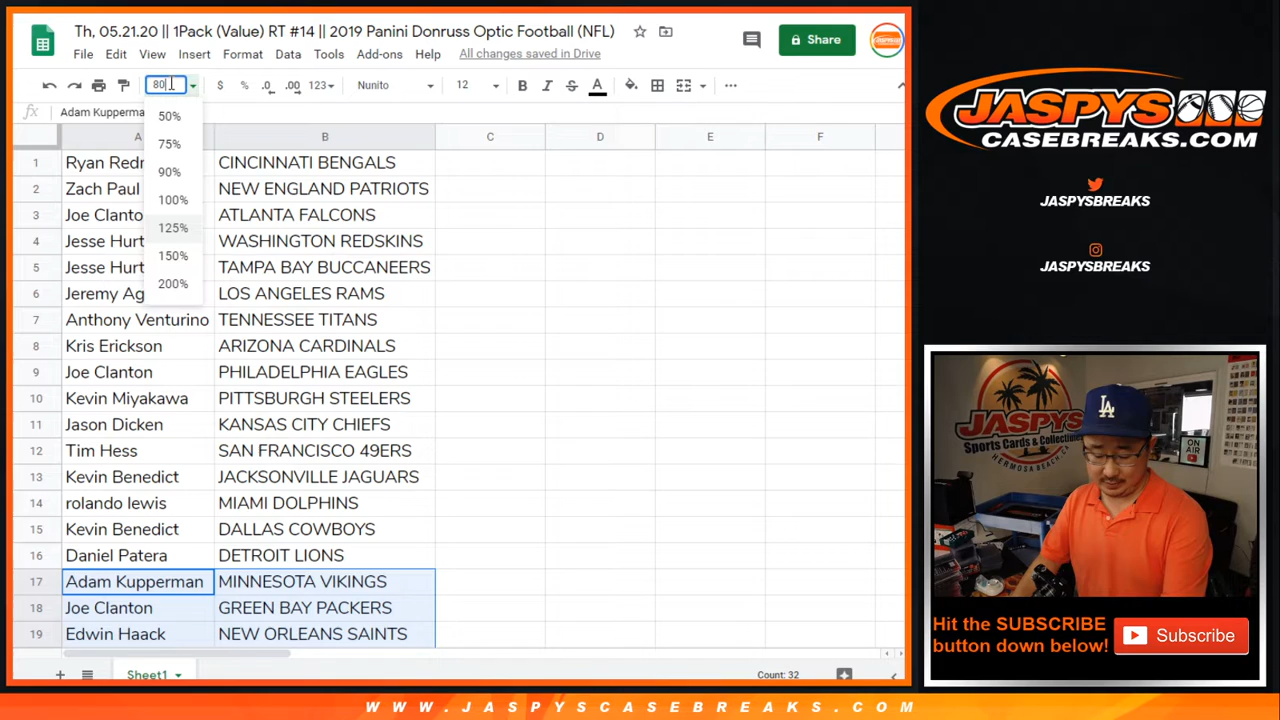 Th, 05.21.20 || 1Pack (Value) RT #14 || 2019 Panini Donruss Optic Football (NFL)
File Edit View Insert Format Data Tools Add-ons Help All changes saved in Drive
Share
80 $ % .0 .00 123 Nunito 12 B I A
fx Adam Kupperma
50%
75%
90%
100%
125%
150%
200%
A B C D E F
1 Ryan Redr CINCINNATI BENGALS
2 Zach Paul NEW ENGLAND PATRIOTS
3 Joe Clanto ATLANTA FALCONS
4 Jesse Hurt WASHINGTON REDSKINS
5 Jesse Hurt TAMPA BAY BUCCANEERS
6 Jeremy Ag LOS ANGELES RAMS
7 Anthony Venturino TENNESSEE TITANS
8 Kris Erickson ARIZONA CARDINALS
9 Joe Clanton PHILADELPHIA EAGLES
10 Kevin Miyakawa PITTSBURGH STEELERS
11 Jason Dicken KANSAS CITY CHIEFS
12 Tim Hess SAN FRANCISCO 49ERS
13 Kevin Benedict JACKSONVILLE JAGUARS
14 rolando lewis MIAMI DOLPHINS
15 Kevin Benedict DALLAS COWBOYS
16 Daniel Patera DETROIT LIONS
17 Adam Kupperman MINNESOTA VIKINGS
18 Joe Clanton GREEN BAY PACKERS
19 Edwin Haack NEW ORLEANS SAINTS
Sheet1
Count: 32
JASPYS
CASEBREAKS.COM
JASPYSBREAKS
JASPYSBREAKS
JASPYS
Sports Cards & Collectibles
HERMOSA BEACH, CA
LA
ON AIR
Hit the SUBSCRIBE
button down below!
Subscribe
WWW.JASPYSCASEBREAKS.COM